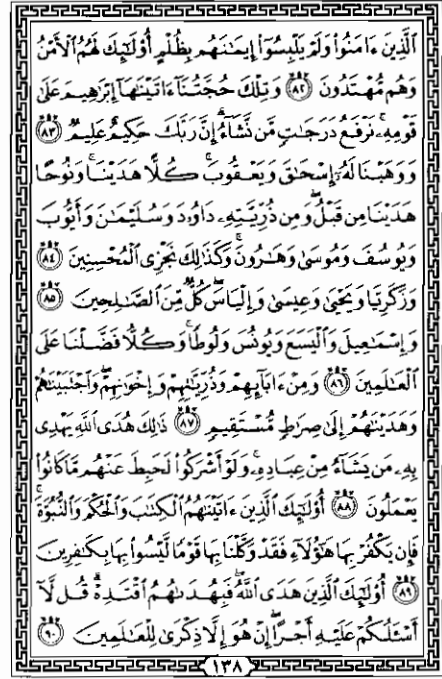 ٱلَّذِينَ ءَامَنُوا۟ وَلَمْ يَلْبِسُوٓا۟ إِيمَـٰنَهُم بِظُلْمٍ أُو۟لَـٰٓئِكَ لَهُمُ ٱلْأَمْنُ
وَهُم مُّهْتَدُونَ ﴿٨٢﴾ وَتِلْكَ حُجَّتُنَآ ءَاتَيْنَـٰهَآ إِبْرَٰهِيمَ عَلَىٰ
قَوْمِهِۦ ۚ نَرْفَعُ دَرَجَـٰتٍ مَّن نَّشَآءُ ۗ إِنَّ رَبَّكَ حَكِيمٌ عَلِيمٌ ﴿٨٣﴾
وَوَهَبْنَا لَهُۥٓ إِسْحَـٰقَ وَيَعْقُوبَ ۚ كُلًّا هَدَيْنَا ۚ وَنُوحًا
هَدَيْنَا مِن قَبْلُ ۖ وَمِن ذُرِّيَّتِهِۦ دَاوُۥدَ وَسُلَيْمَـٰنَ وَأَيُّوبَ
وَيُوسُفَ وَمُوسَىٰ وَهَـٰرُونَ ۚ وَكَذَٰلِكَ نَجْزِى ٱلْمُحْسِنِينَ ﴿٨٤﴾
وَزَكَرِيَّا وَيَحْيَىٰ وَعِيسَىٰ وَإِلْيَاسَ ۖ كُلٌّ مِّنَ ٱلصَّـٰلِحِينَ ﴿٨٥﴾
وَإِسْمَـٰعِيلَ وَٱلْيَسَعَ وَيُونُسَ وَلُوطًا ۚ وَكُلًّا فَضَّلْنَا عَلَى
ٱلْعَـٰلَمِينَ ﴿٨٦﴾ وَمِنْ ءَابَآئِهِمْ وَذُرِّيَّـٰتِهِمْ وَإِخْوَٰنِهِمْ ۖ وَٱجْتَبَيْنَـٰهُمْ
وَهَدَيْنَـٰهُمْ إِلَىٰ صِرَٰطٍ مُّسْتَقِيمٍ ﴿٨٧﴾ ذَٰلِكَ هُدَى ٱللَّهِ يَهْدِى
بِهِۦ مَن يَشَآءُ مِنْ عِبَادِهِۦ ۚ وَلَوْ أَشْرَكُوا۟ لَحَبِطَ عَنْهُم مَّا كَانُوا۟
يَعْمَلُونَ ﴿٨٨﴾ أُو۟لَـٰٓئِكَ ٱلَّذِينَ ءَاتَيْنَـٰهُمُ ٱلْكِتَـٰبَ وَٱلْحُكْمَ وَٱلنُّبُوَّةَ ۚ
فَإِن يَكْفُرْ بِهَا هَـٰٓؤُلَآءِ فَقَدْ وَكَّلْنَا بِهَا قَوْمًا لَّيْسُوا۟ بِهَا بِكَـٰفِرِينَ
﴿٨٩﴾ أُو۟لَـٰٓئِكَ ٱلَّذِينَ هَدَى ٱللَّهُ ۖ فَبِهُدَىٰهُمُ ٱقْتَدِهْ ۗ قُل لَّآ
أَسْـَٔلُكُمْ عَلَيْهِ أَجْرًا ۖ إِنْ هُوَ إِلَّا ذِكْرَىٰ لِلْعَـٰلَمِينَ ﴿٩٠﴾
١٣٨